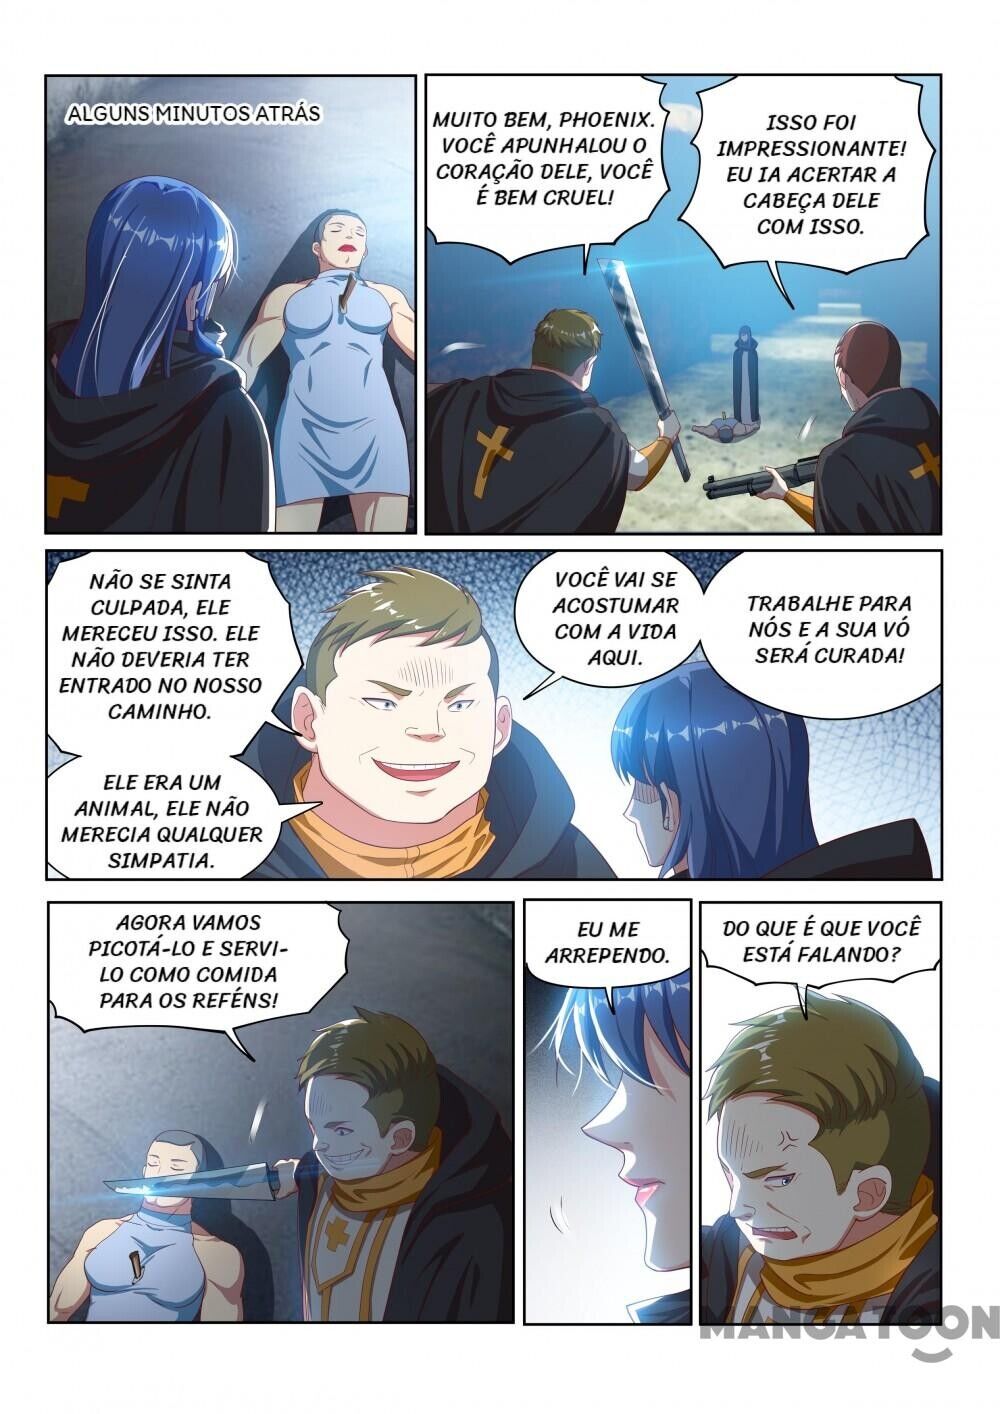 ALGUNS MINUTOS ATRÁS
MUITO BEM, PHOENIX.
VOCÊ APUNHALOU O
CORAÇÃO DELE, VOCÊ
É BEM CRUEL!
ISSO FOI
IMPRESSIONANTE!
EU IA ACERTAR A
CABEÇA DELE
COM ISSO.
NÃO SE SINTA
CULPADA, ELE
MERECEU ISSO. ELE
NÃO DEVERIA TER
ENTRADO NO NOSSO
CAMINHO.
ELE ERA UM
ANIMAL, ELE NÃO
MERECIA QUALQUER
SIMPATIA.
VOCÊ VAI SE
ACOSTUMAR
COM A VIDA
AQUI.
TRABALHE PARA
NÓS E A SUA VÓ
SERÁ CURADA!
AGORA VAMOS
PICOTÁ-LO E SERVI-
LO COMO COMIDA
PARA OS REFÉNS!
EU ME
ARREPENDO.
DO QUE É QUE VOCÊ
ESTÁ FALANDO?
MANGATOON